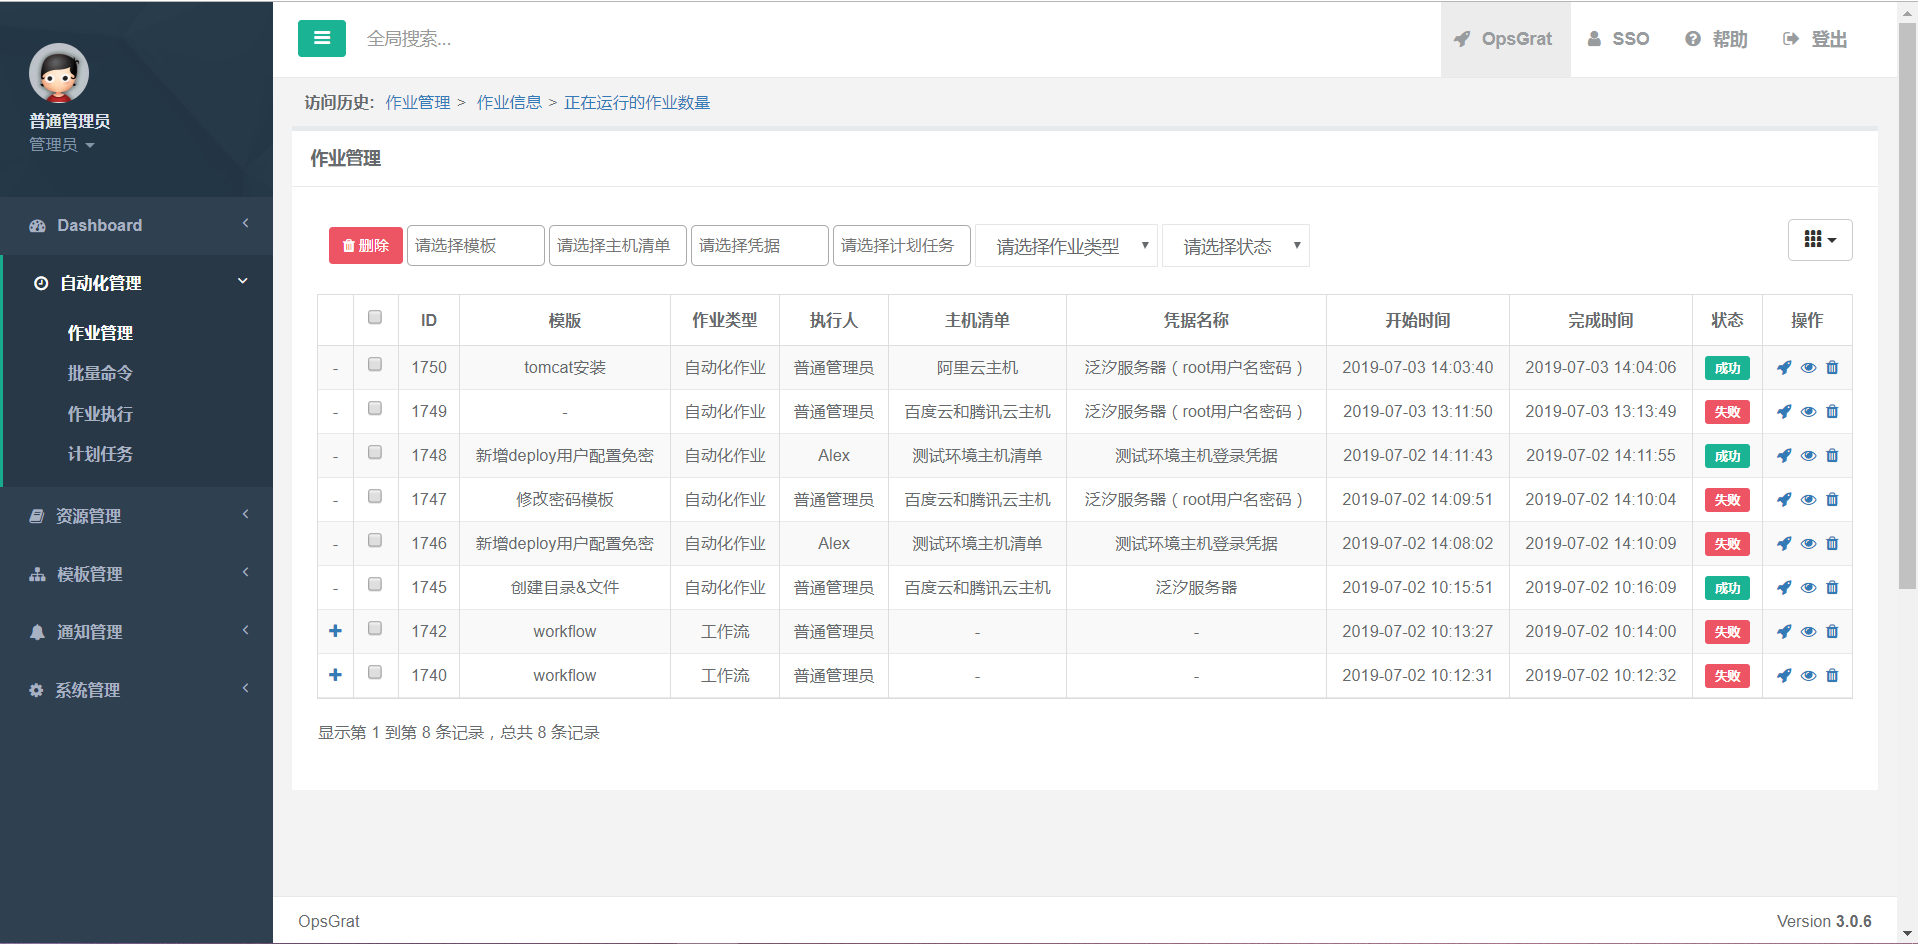 全局搜索...
OpsGrat
SSO
帮助
登出
普通管理员
管理员
Dashboard
自动化管理
作业管理
批量命令
作业执行
计划任务
资源管理
模板管理
通知管理
系统管理
访问历史: 作业管理 > 作业信息 > 正在运行的作业数量
作业管理
删除 请选择模板 请选择主机清单 请选择凭据 请选择计划任务 请选择作业类型 请选择状态
ID 模版 作业类型 执行人 主机清单 凭据名称 开始时间 完成时间 状态 操作
- 1750 tomcat安装 自动化作业 普通管理员 阿里云主机 泛汐服务器（root用户名密码） 2019-07-03 14:03:40 2019-07-03 14:04:06 成功
- 1749 - 自动化作业 普通管理员 百度云和腾讯云主机 泛汐服务器（root用户名密码） 2019-07-03 13:11:50 2019-07-03 13:13:49 失败
- 1748 新增deploy用户配置免密 自动化作业 Alex 测试环境主机清单 测试环境主机登录凭据 2019-07-02 14:11:43 2019-07-02 14:11:55 成功
- 1747 修改密码模板 自动化作业 普通管理员 百度云和腾讯云主机 泛汐服务器（root用户名密码） 2019-07-02 14:09:51 2019-07-02 14:10:04 失败
- 1746 新增deploy用户配置免密 自动化作业 Alex 测试环境主机清单 测试环境主机登录凭据 2019-07-02 14:08:02 2019-07-02 14:10:09 失败
- 1745 创建目录&文件 自动化作业 普通管理员 百度云和腾讯云主机 泛汐服务器 2019-07-02 10:15:51 2019-07-02 10:16:09 成功
+ 1742 workflow 工作流 普通管理员 - - 2019-07-02 10:13:27 2019-07-02 10:14:00 失败
+ 1740 workflow 工作流 普通管理员 - - 2019-07-02 10:12:31 2019-07-02 10:12:32 失败
显示第 1 到第 8 条记录，总共 8 条记录
OpsGrat
Version 3.0.6